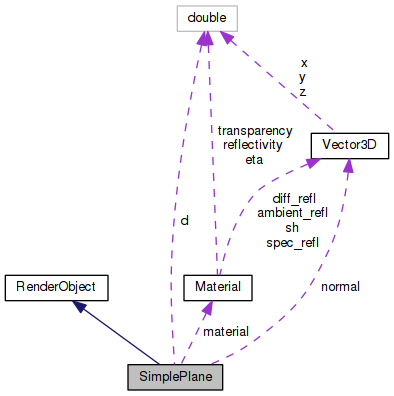 double
x
y
z
transparency
reflectivity
eta
Vector3D
diff_refl
ambient_refl
sh
spec_refl
d
RenderObject
Material
normal
material
SimplePlane